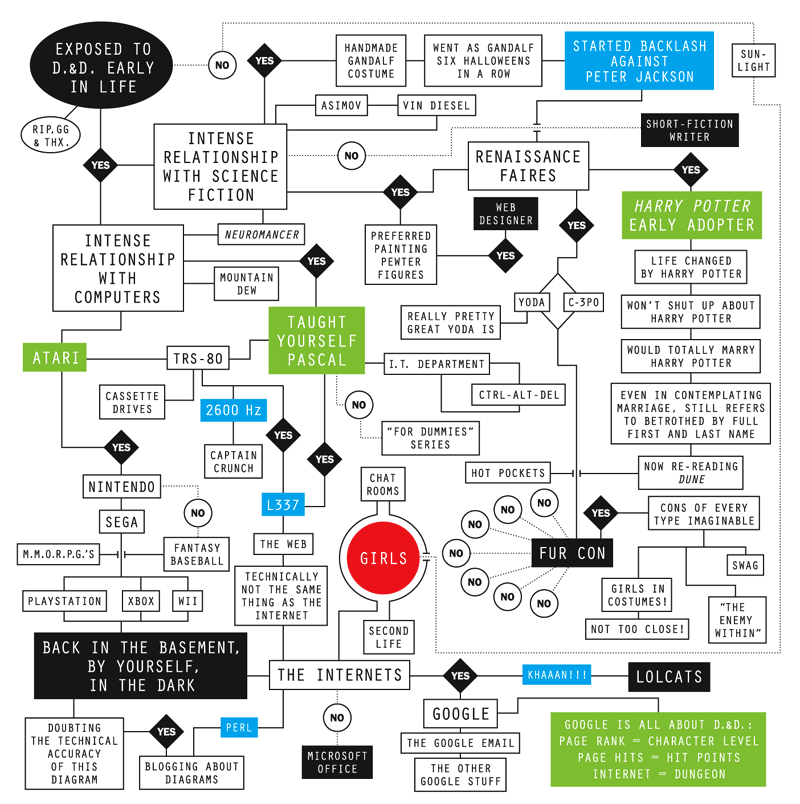 EXPOSED TO
D.&D. EARLY
IN LIFE
NO
YES
HANDMADE
GANDALF
COSTUME
WENT AS GANDALF
SIX HALLOWEENS
IN A ROW
STARTED BACKLASH
AGAINST
PETER JACKSON
SUN-
LIGHT
RIP,GG
& THX.
ASIMOV
VIN DIESEL
SHORT-FICTION
WRITER
YES
INTENSE
RELATIONSHIP
WITH SCIENCE
FICTION
NO
RENAISSANCE
FAIRES
YES
YES
HARRY POTTER
EARLY ADOPTER
WEB
DESIGNER
YES
NEUROMANCER
PREFERRED
PAINTING
PEWTER
FIGURES
YES
INTENSE
RELATIONSHIP
WITH
COMPUTERS
YES
MOUNTAIN
DEW
LIFE CHANGED
BY HARRY POTTER
YODA
C-3PO
WON'T SHUT UP ABOUT
HARRY POTTER
REALLY PRETTY
GREAT YODA IS
TAUGHT
YOURSELF
PASCAL
WOULD TOTALLY MARRY
HARRY POTTER
ATARI
TRS-80
I.T. DEPARTMENT
CTRL-ALT-DEL
CASSETTE
DRIVES
2600 Hz
NO
EVEN IN CONTEMPLATING
MARRIAGE, STILL REFERS
TO BETROTHED BY FULL
FIRST AND LAST NAME
"FOR DUMMIES"
SERIES
YES
YES
CAPTAIN
CRUNCH
YES
HOT POCKETS
NOW RE-READING
DUNE
NINTENDO
CHAT
ROOMS
L337
NO
SEGA
NO
NO
NO
YES
CONS OF EVERY
TYPE IMAGINABLE
THE WEB
GIRLS
NO
FUR CON
M.M.O.R.P.G.'S
FANTASY
BASEBALL
SWAG
TECHNICALLY
NOT THE SAME
THING AS THE
INTERNET
NO
NO
NO
GIRLS IN
COSTUMES!
PLAYSTATION
XBOX
WII
"THE
ENEMY
WITHIN"
NOT TOO CLOSE!
SECOND
LIFE
BACK IN THE BASEMENT,
BY YOURSELF,
IN THE DARK
THE INTERNETS
YES
KHAAAN!!!
LOLCATS
DOUBTING
THE TECHNICAL
ACCURACY
OF THIS
DIAGRAM
YES
PERL
NO
GOOGLE
GOOGLE IS ALL ABOUT D.&D.:
PAGE RANK = CHARACTER LEVEL
PAGE HITS = HIT POINTS
INTERNET = DUNGEON
THE GOOGLE EMAIL
BLOGGING ABOUT
DIAGRAMS
MICROSOFT
OFFICE
THE OTHER
GOOGLE STUFF